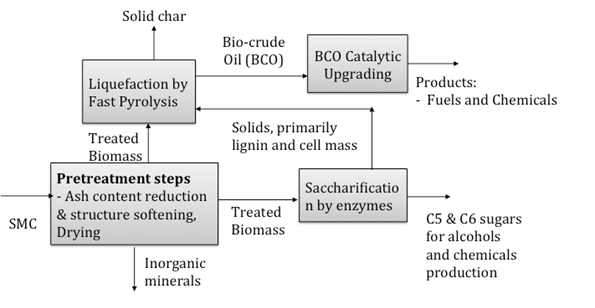 Solid char
Bio-crude
Oil (BCO)
BCO Catalytic
Upgrading
Liquefaction by
Fast Pyrolysis
Products:
- Fuels and Chemicals
Treated
Biomass
Solids, primarily
lignin and cell mass
Pretreatment steps
- Ash content reduction
& structure softening,
Drying
Saccharificatio
n by enzymes
SMC
Treated
Biomass
C5 & C6 sugars
for alcohols
and chemicals
production
Inorganic
minerals